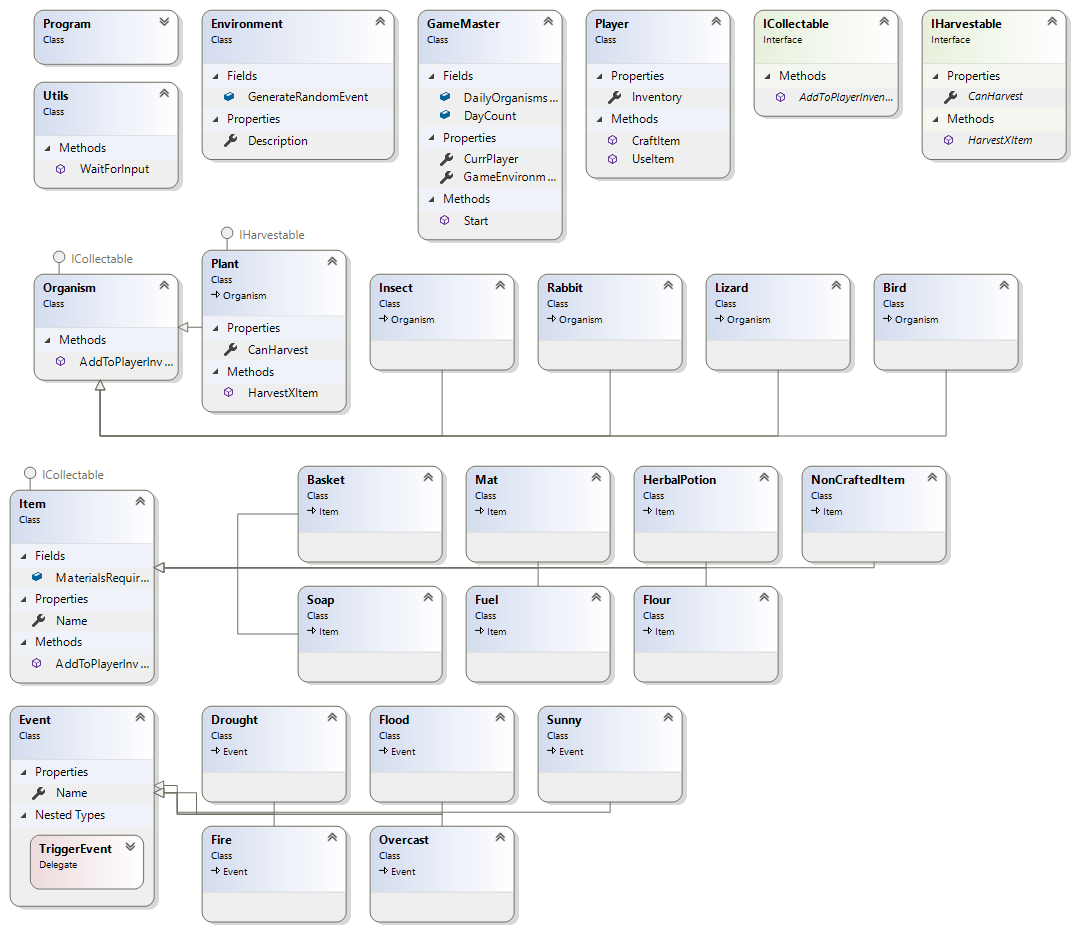 Program
Class
Utils
Class
Methods
WaitForInput
Environment
Class
Fields
GenerateRandomEvent
Properties
Description
GameMaster
Class
Fields
DailyOrganisms...
DayCount
Properties
CurrPlayer
GameEnvironm...
Methods
Start
Player
Class
Properties
Inventory
Methods
CraftItem
UseItem
ICollectable
Interface
Methods
AddToPlayerInven...
IHarvestable
Interface
Properties
CanHarvest
Methods
HarvestXItem
ICollectable
Organism
Class
Methods
AddToPlayerInv...
IHarvestable
Plant
Class
Organism
Properties
CanHarvest
Methods
HarvestXItem
Insect
Class
Organism
Rabbit
Class
Organism
Lizard
Class
Organism
Bird
Class
Organism
ICollectable
Item
Class
Fields
MaterialsRequir...
Properties
Name
Methods
AddToPlayerInv...
Basket
Class
Item
Mat
Class
Item
HerbalPotion
Class
Item
NonCraftedItem
Class
Item
Soap
Class
Item
Fuel
Class
Item
Flour
Class
Item
Event
Class
Properties
Name
Nested Types
TriggerEvent
Delegate
Drought
Class
Event
Flood
Class
Event
Sunny
Class
Event
Fire
Class
Event
Overcast
Class
Event